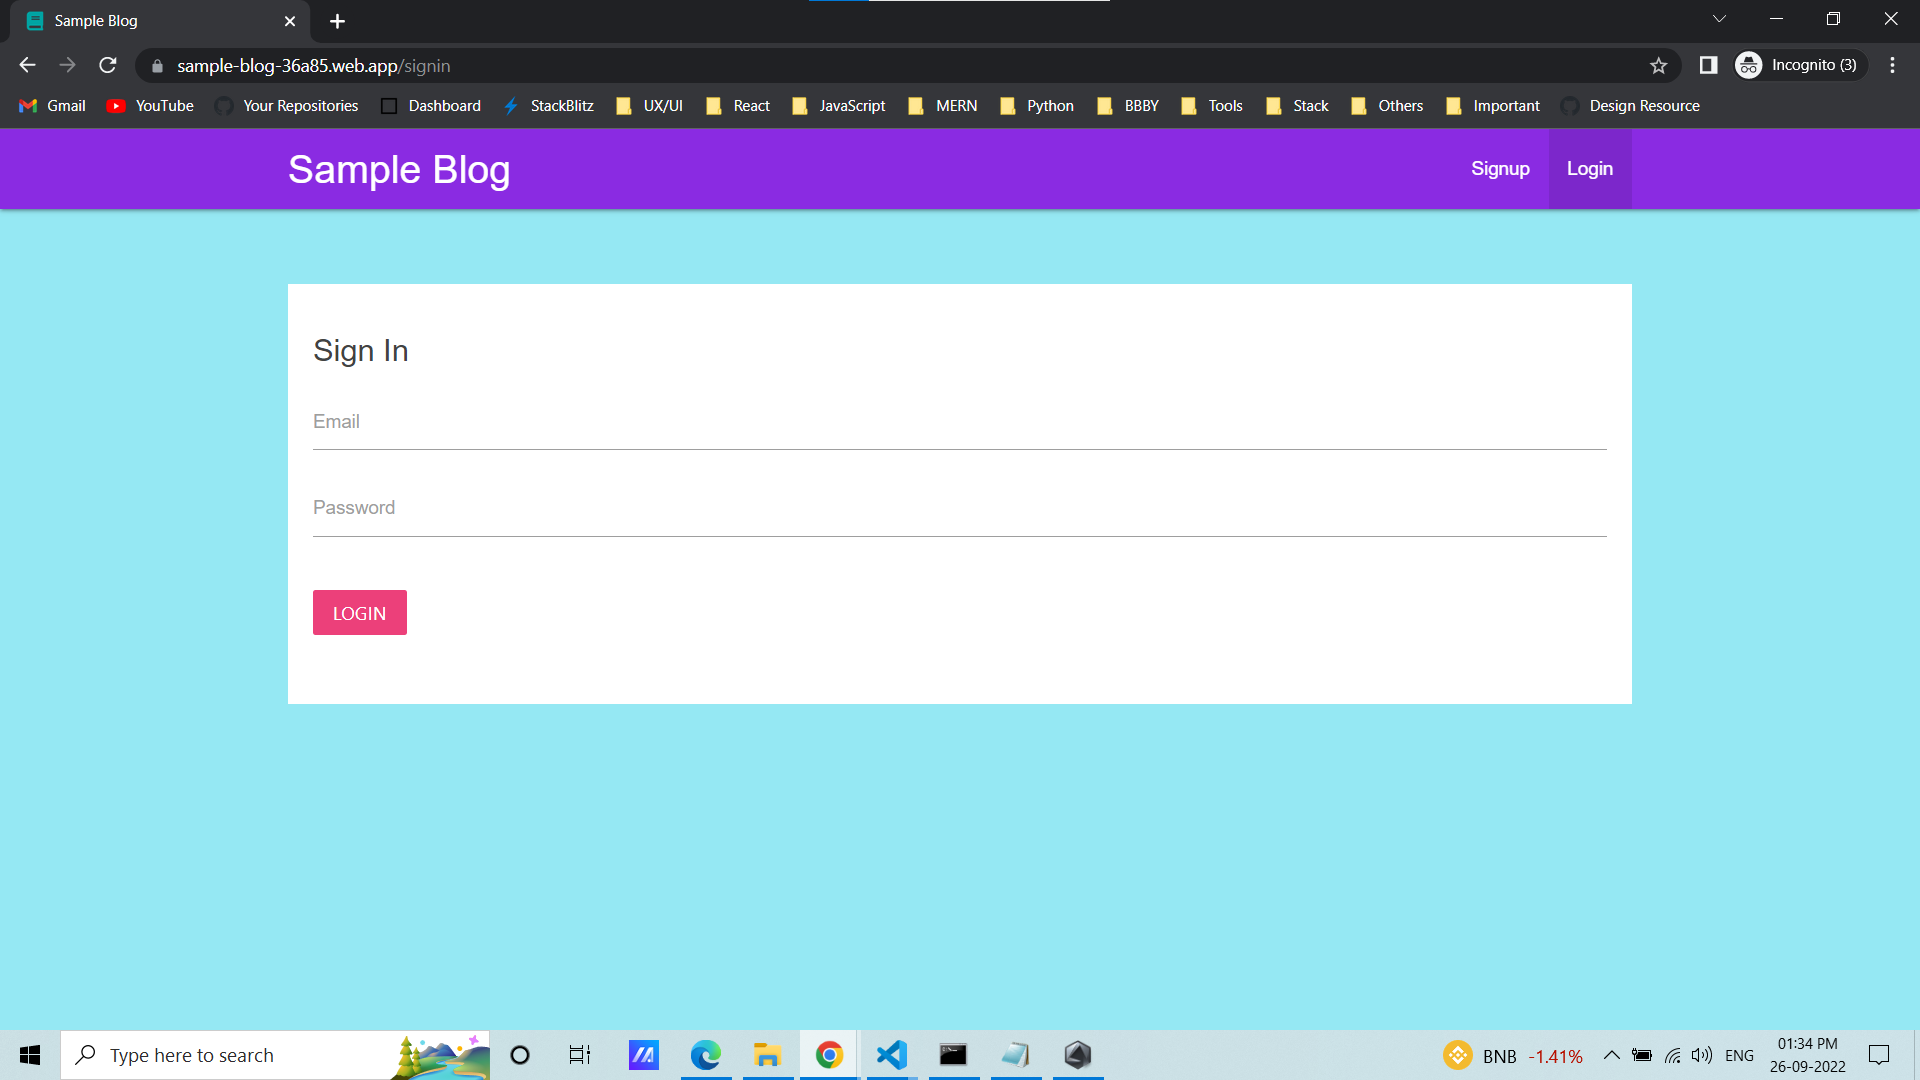 Sample Blog
sample-blog-36a85.web.app/signin
Incognito (3)
Gmail YouTube Your Repositories Dashboard StackBlitz UX/UI React JavaScript MERN Python BBBY Tools Stack Others Important Design Resource
Sample Blog Signup Login
Sign In
Email
Password
LOGIN
Type here to search
BNB -1.41%
ENG
01:34 PM
26-09-2022